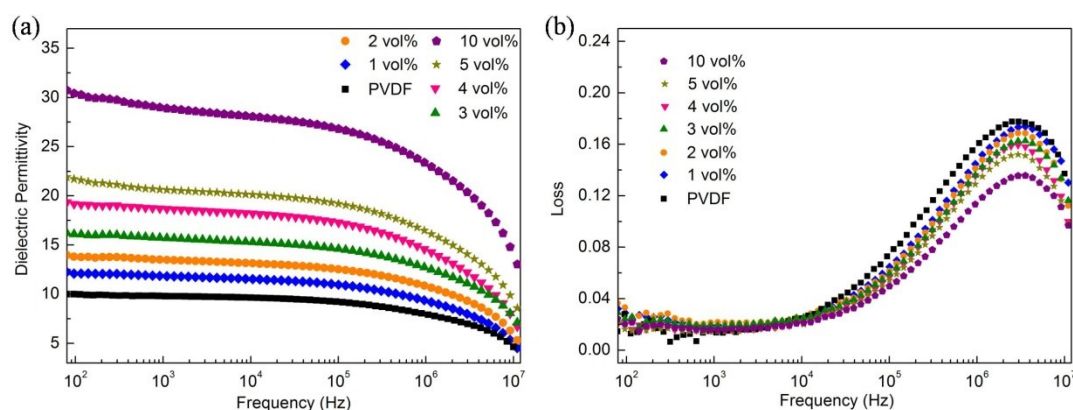 (a)
35
30
25
20
15
10
5
Dielectric Permittivity
2 vol% 10 vol%
1 vol% 5 vol%
PVDF 4 vol%
3 vol%
10² 10³ 10⁴ 10⁵ 10⁶ 10⁷
Frequency (Hz)
(b)
0.24
0.20
0.16
0.12
0.08
0.04
0.00
Loss
10 vol%
5 vol%
4 vol%
3 vol%
2 vol%
1 vol%
PVDF
10² 10³ 10⁴ 10⁵ 10⁶ 10⁷
Frequency (Hz)